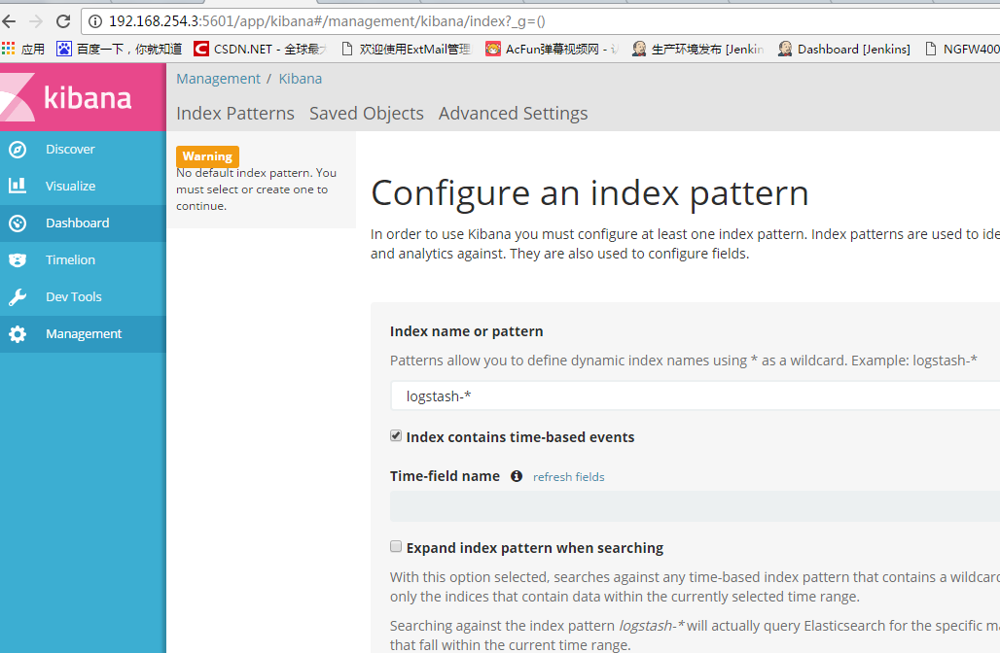 192.168.254.3:5601/app/kibana#/management/kibana/index?_g=()
应用 百度一下，你就知道 CSDN.NET - 全球最 欢迎使用ExtMail管理 AcFun弹幕视频网 - 生产环境发布 [Jenkin Dashboard [Jenkins] NGFW400
kibana
Management / Kibana
Index Patterns Saved Objects Advanced Settings
Discover
Visualize
Dashboard
Timelion
Dev Tools
Management
Warning
No default index pattern. You
must select or create one to
continue.
Configure an index pattern
In order to use Kibana you must configure at least one index pattern. Index patterns are used to ide
and analytics against. They are also used to configure fields.
Index name or pattern
Patterns allow you to define dynamic index names using * as a wildcard. Example: logstash-*
logstash-*
Index contains time-based events
Time-field name refresh fields
Expand index pattern when searching
With this option selected, searches against any time-based index pattern that contains a wildcard
only the indices that contain data within the currently selected time range.
Searching against the index pattern logstash-* will actually query Elasticsearch for the specific ma
that fall within the current time range.